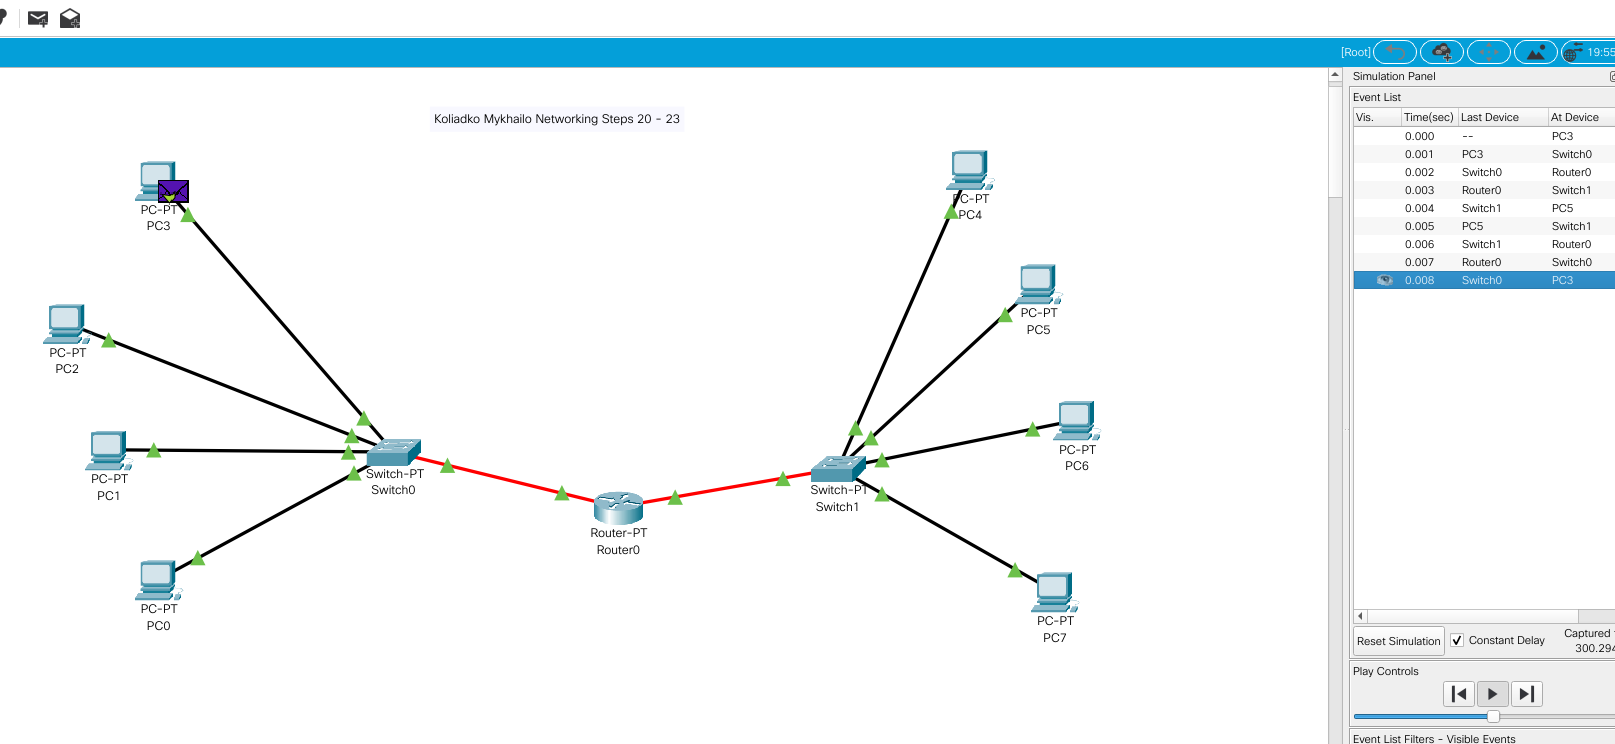 [Root]
19:55
Simulation Panel
Event List
Vis. Time(sec) Last Device At Device
0.000 -- PC3
0.001 PC3 Switch0
0.002 Switch0 Router0
0.003 Router0 Switch1
0.004 Switch1 PC5
0.005 PC5 Switch1
0.006 Switch1 Router0
0.007 Router0 Switch0
0.008 Switch0 PC3
Koliadko Mykhailo Networking Steps 20 - 23
PC-PT
PC3
PC-PT
PC4
PC-PT
PC5
PC-PT
PC2
PC-PT
PC6
PC-PT
PC1
Switch-PT
Switch0
Switch-PT
Switch1
Router-PT
Router0
PC-PT
PC0
PC-PT
PC7
Reset Simulation
Constant Delay
Captured
300.294
Play Controls
Event List Filters - Visible Events